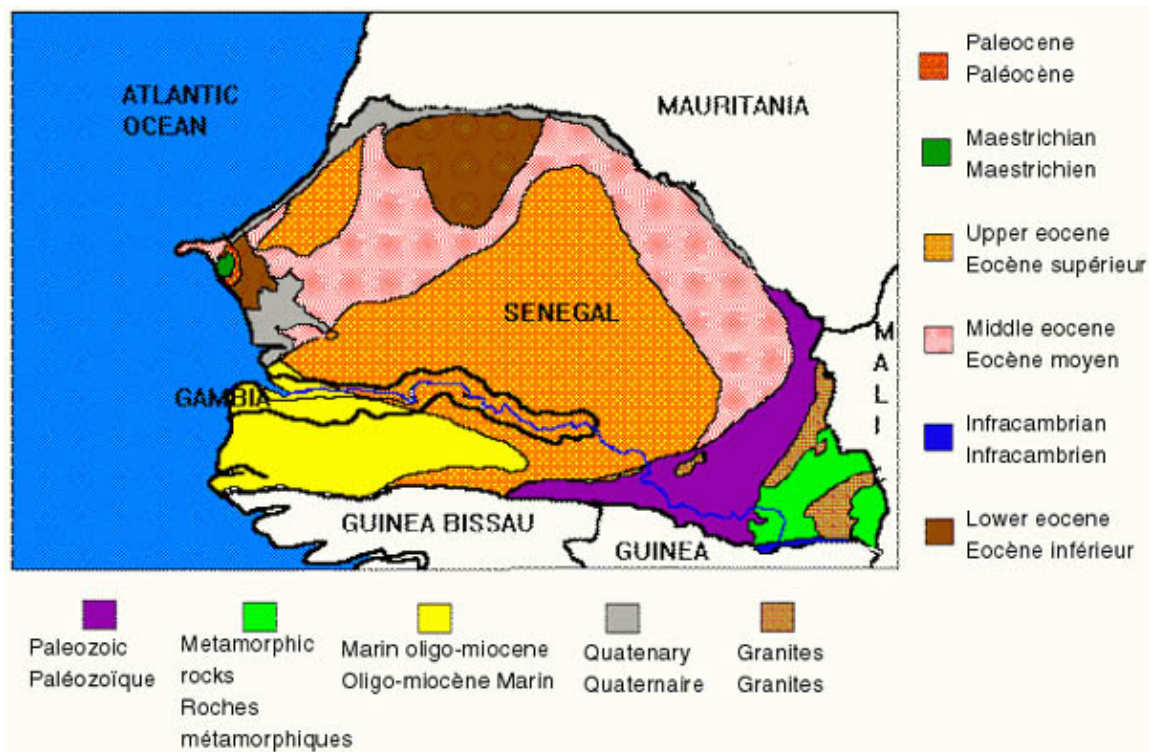 ATLANTIC
OCEAN
MAURITANIA
SENEGAL
GAMBIA
M
A
L
I
GUINEA BISSAU
GUINEA
Paleocene
Paléocène
Maestrichian
Maestrichien
Upper eocene
Eocène supérieur
Middle eocene
Eocène moyen
Infracambrian
Infracambrien
Lower eocene
Eocène inférieur
Paleozoic
Paléozoïque
Metamorphic
rocks
Roches
métamorphiques
Marin oligo-miocene
Oligo-miocène Marin
Quatenary
Quaternaire
Granites
Granites